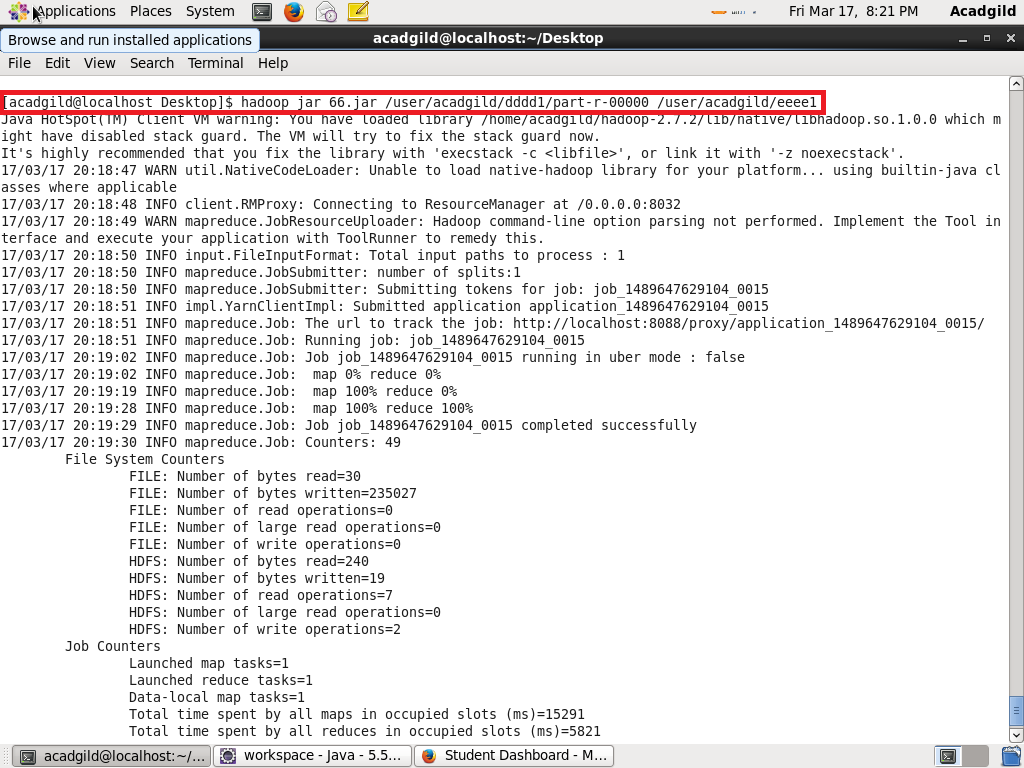 Applications Places System Fri Mar 17, 8:21 PM Acadgild
Browse and run installed applications
acadgild@localhost:~/Desktop
File Edit View Search Terminal Help
[acadgild@localhost Desktop]$ hadoop jar 66.jar /user/acadgild/dddd1/part-r-00000 /user/acadgild/eeee1
Java HotSpot(TM) Client VM warning: You have loaded library /home/acadgild/hadoop-2.7.2/lib/native/libhadoop.so.1.0.0 which m
ight have disabled stack guard. The VM will try to fix the stack guard now.
It's highly recommended that you fix the library with 'execstack -c <libfile>', or link it with '-z noexecstack'.
17/03/17 20:18:47 WARN util.NativeCodeLoader: Unable to load native-hadoop library for your platform... using builtin-java cl
asses where applicable
17/03/17 20:18:48 INFO client.RMProxy: Connecting to ResourceManager at /0.0.0.0:8032
17/03/17 20:18:49 WARN mapreduce.JobResourceUploader: Hadoop command-line option parsing not performed. Implement the Tool in
terface and execute your application with ToolRunner to remedy this.
17/03/17 20:18:50 INFO input.FileInputFormat: Total input paths to process : 1
17/03/17 20:18:50 INFO mapreduce.JobSubmitter: number of splits:1
17/03/17 20:18:50 INFO mapreduce.JobSubmitter: Submitting tokens for job: job_1489647629104_0015
17/03/17 20:18:51 INFO impl.YarnClientImpl: Submitted application application_1489647629104_0015
17/03/17 20:18:51 INFO mapreduce.Job: The url to track the job: http://localhost:8088/proxy/application_1489647629104_0015/
17/03/17 20:18:51 INFO mapreduce.Job: Running job: job_1489647629104_0015
17/03/17 20:19:02 INFO mapreduce.Job: Job job_1489647629104_0015 running in uber mode : false
17/03/17 20:19:02 INFO mapreduce.Job:  map 0% reduce 0%
17/03/17 20:19:19 INFO mapreduce.Job:  map 100% reduce 0%
17/03/17 20:19:28 INFO mapreduce.Job:  map 100% reduce 100%
17/03/17 20:19:29 INFO mapreduce.Job: Job job_1489647629104_0015 completed successfully
17/03/17 20:19:30 INFO mapreduce.Job: Counters: 49
File System Counters
FILE: Number of bytes read=30
FILE: Number of bytes written=235027
FILE: Number of read operations=0
FILE: Number of large read operations=0
FILE: Number of write operations=0
HDFS: Number of bytes read=240
HDFS: Number of bytes written=19
HDFS: Number of read operations=7
HDFS: Number of large read operations=0
HDFS: Number of write operations=2
Job Counters
Launched map tasks=1
Launched reduce tasks=1
Data-local map tasks=1
Total time spent by all maps in occupied slots (ms)=15291
Total time spent by all reduces in occupied slots (ms)=5821
acadgild@localhost:~/... workspace - Java - 5.5... Student Dashboard - M...